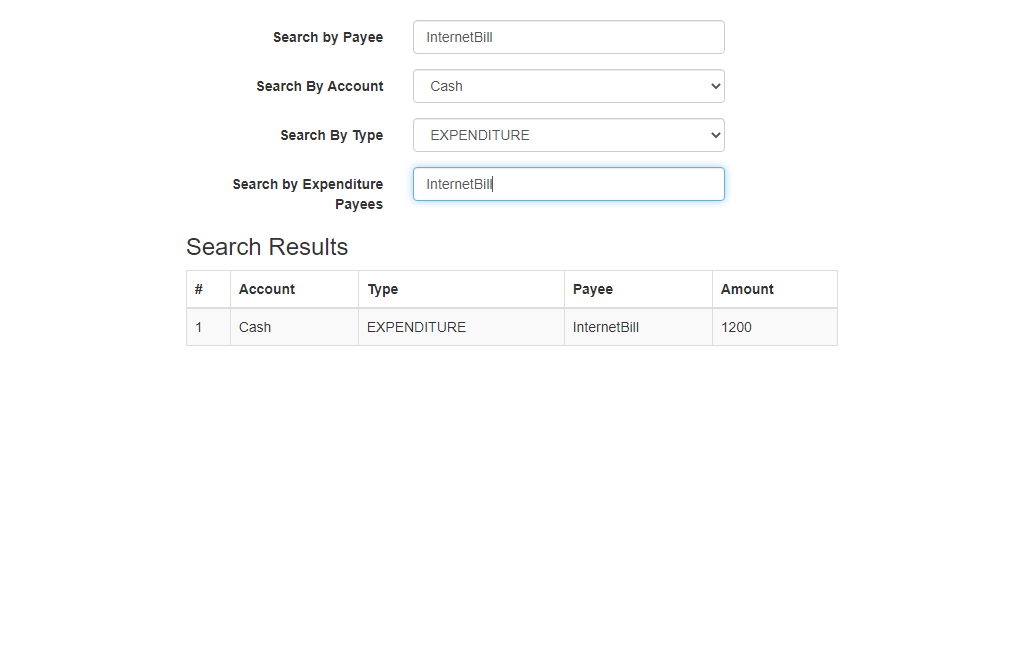 Search by Payee InternetBill
Search By Account Cash
Search By Type EXPENDITURE
Search by Expenditure InternetBill
Payees
Search Results
# Account Type Payee Amount
1 Cash EXPENDITURE InternetBill 1200